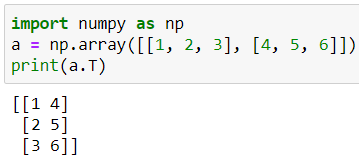 import numpy as np
a = np.array([[1, 2, 3], [4, 5, 6]])
print(a.T)
[[1 4]
 [2 5]
 [3 6]]